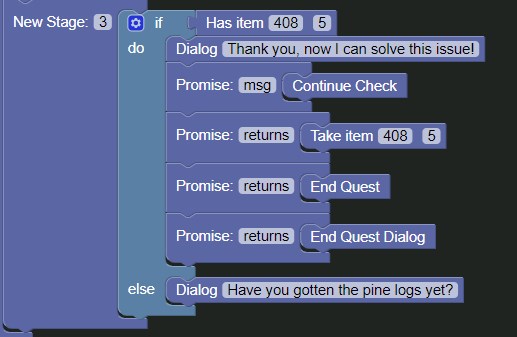 New Stage: 3 if Has item 408 5
do Dialog Thank you, now I can solve this issue!
Promise: msg Continue Check
Promise: returns Take item 408 5
Promise: returns End Quest
Promise: returns End Quest Dialog
else Dialog Have you gotten the pine logs yet?